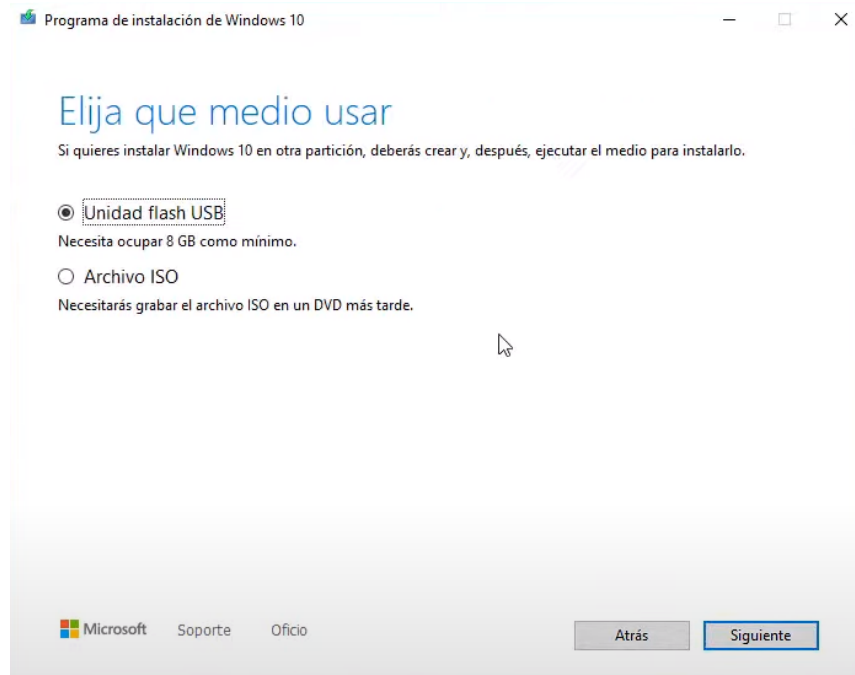 Programa de instalación de Windows 10
Elija que medio usar
Si quieres instalar Windows 10 en otra partición, deberás crear y, después, ejecutar el medio para instalarlo.
Unidad flash USB
Necesita ocupar 8 GB como mínimo.
Archivo ISO
Necesitarás grabar el archivo ISO en un DVD más tarde.
Microsoft Soporte Oficio Atrás Siguiente